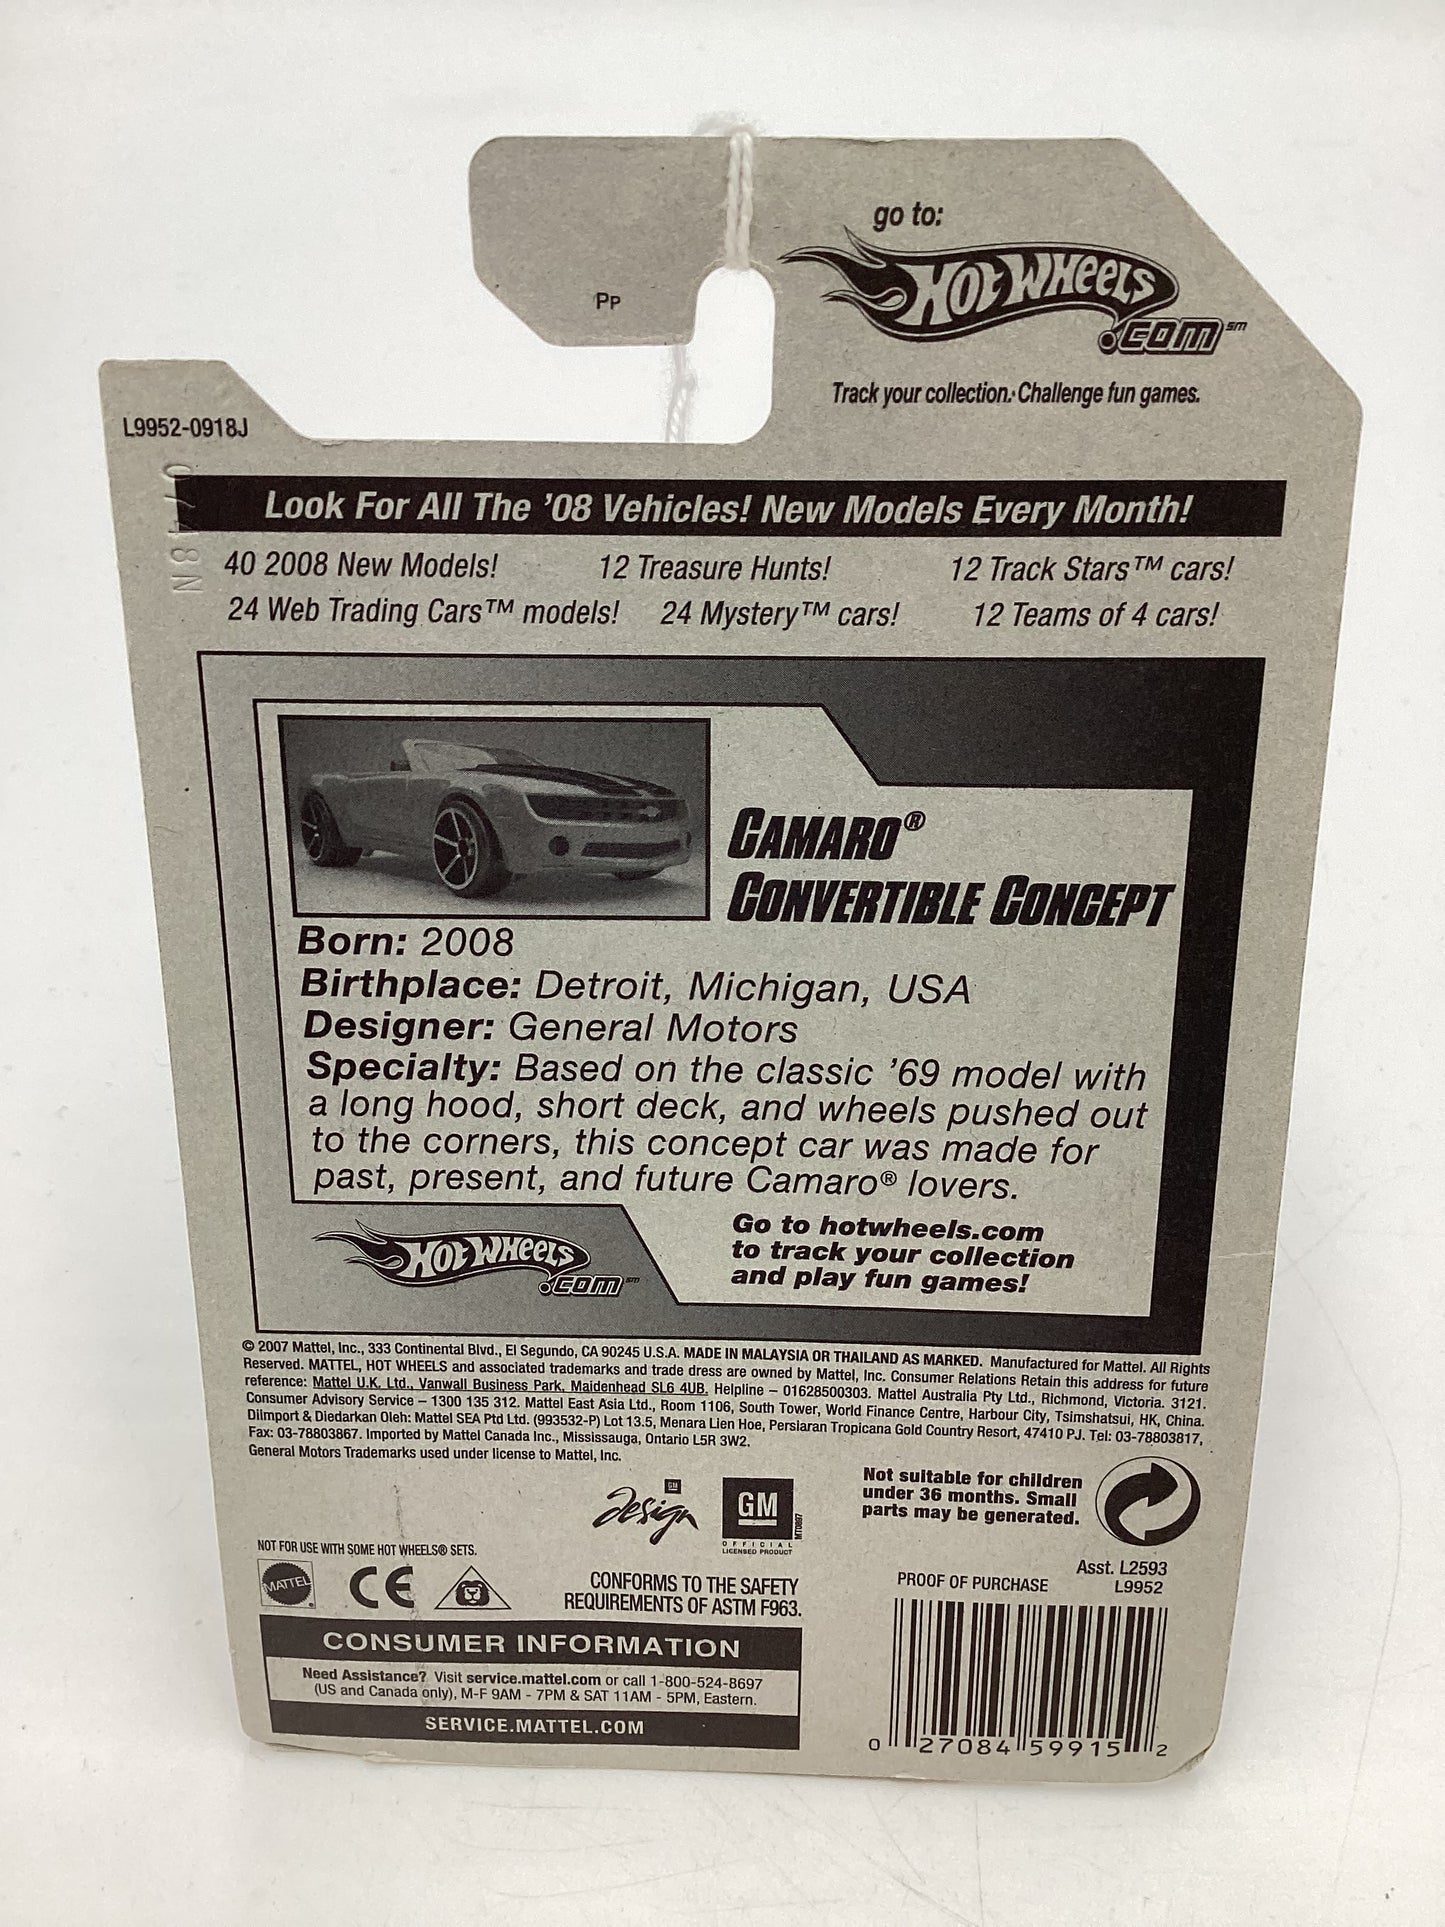 go to:
Hot Wheels
.com℠
Track your collection. Challenge fun games.
Pp
L9952-0918J
Look For All The '08 Vehicles! New Models Every Month!
40 2008 New Models! 12 Treasure Hunts! 12 Track Stars™ cars!
24 Web Trading Cars™ models! 24 Mystery™ cars! 12 Teams of 4 cars!
CAMARO®
CONVERTIBLE CONCEPT
Born: 2008
Birthplace: Detroit, Michigan, USA
Designer: General Motors
Specialty: Based on the classic '69 model with
a long hood, short deck, and wheels pushed out
to the corners, this concept car was made for
past, present, and future Camaro® lovers.
Hot Wheels
.com℠
Go to hotwheels.com
to track your collection
and play fun games!
© 2007 Mattel, Inc., 333 Continental Blvd., El Segundo, CA 90245 U.S.A. MADE IN MALAYSIA OR THAILAND AS MARKED. Manufactured for Mattel. All Rights
Reserved. MATTEL, HOT WHEELS and associated trademarks and trade dress are owned by Mattel, Inc. Consumer Relations Retain this address for future
reference: Mattel U.K. Ltd., Vanwall Business Park, Maidenhead SL6 4UB. Helpline – 01628500303. Mattel Australia Pty Ltd., Richmond, Victoria. 3121.
Consumer Advisory Service – 1300 135 312. Mattel East Asia Ltd., Room 1106, South Tower, World Finance Centre, Harbour City, Tsimshatsui, HK, China.
Diimport & Diedarkan Oleh: Mattel SEA Ptd Ltd. (993532-P) Lot 13.5, Menara Lien Hoe, Persiaran Tropicana Gold Country Resort, 47410 PJ. Tel: 03-78803817,
Fax: 03-78803867. Imported by Mattel Canada Inc., Mississauga, Ontario L5R 3W2.
General Motors Trademarks used under license to Mattel, Inc.
GM
design
GM
OFFICIAL
LICENSED PRODUCT
Not suitable for children
under 36 months. Small
parts may be generated.
NOT FOR USE WITH SOME HOT WHEELS® SETS.
MATTEL
CE
CONFORMS TO THE SAFETY
REQUIREMENTS OF ASTM F963.
Asst. L2593
PROOF OF PURCHASE L9952
CONSUMER INFORMATION
Need Assistance? Visit service.mattel.com or call 1-800-524-8697
(US and Canada only), M-F 9AM - 7PM & SAT 11AM - 5PM, Eastern.
SERVICE.MATTEL.COM
0 27084 59915 2